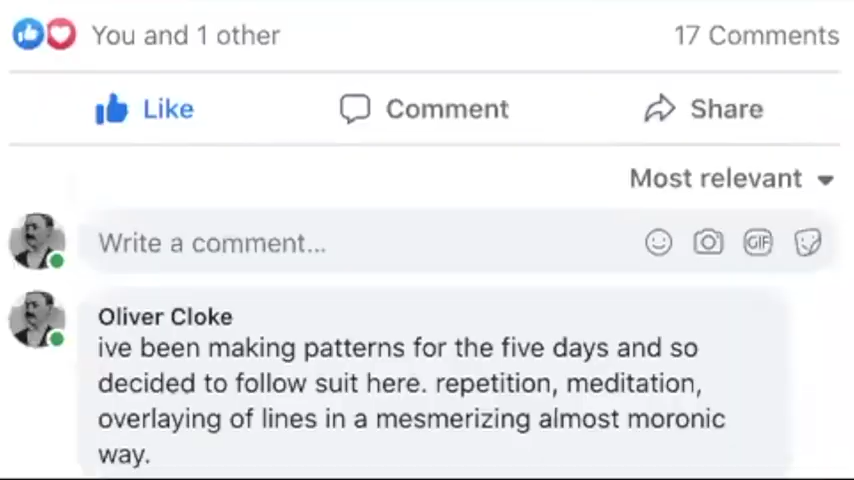 You and 1 other 17 Comments
Like Comment Share
Most relevant
Write a comment... GIF
Oliver Cloke
ive been making patterns for the five days and so
decided to follow suit here. repetition, meditation,
overlaying of lines in a mesmerizing almost moronic
way.